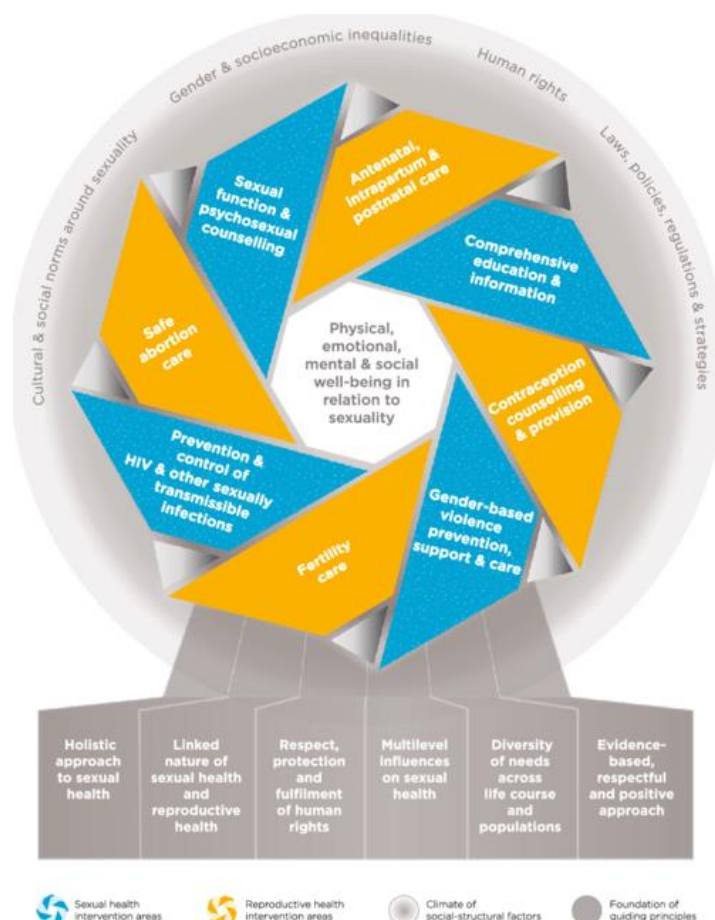 Gender & socioeconomic inequalities
Human rights
Cultural & social norms around sexuality
Laws, policies, regulations & strategies
Sexual
function &
psychosexual
counselling
Antenatal,
intrapartum &
postnatal care
Comprehensive
education &
information
Safe
abortion
care
Physical,
emotional,
mental & social
well-being in
relation to
sexuality
Contraception
counselling
& provision
Prevention &
control of
HIV & other sexually
transmissible
infections
Gender-based
violence
prevention,
support & care
Fertility
care
Holistic
approach
to sexual
health
Linked
nature of
sexual health
and
reproductive
health
Respect,
protection
and
fulfilment
of human
rights
Multilevel
influences
on sexual
health
Diversity
of needs
across
life course
and
populations
Evidence-
based,
respectful
and positive
approach
Sexual health
intervention areas
Reproductive health
intervention areas
Climate of
social-structural factors
Foundation of
guiding principles